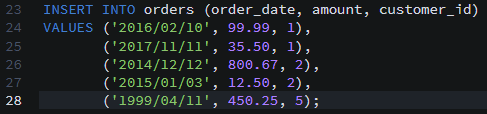 23 INSERT INTO orders (order_date, amount, customer_id)
24 VALUES ('2016/02/10', 99.99, 1),
25 ('2017/11/11', 35.50, 1),
26 ('2014/12/12', 800.67, 2),
27 ('2015/01/03', 12.50, 2),
28 ('1999/04/11', 450.25, 5);